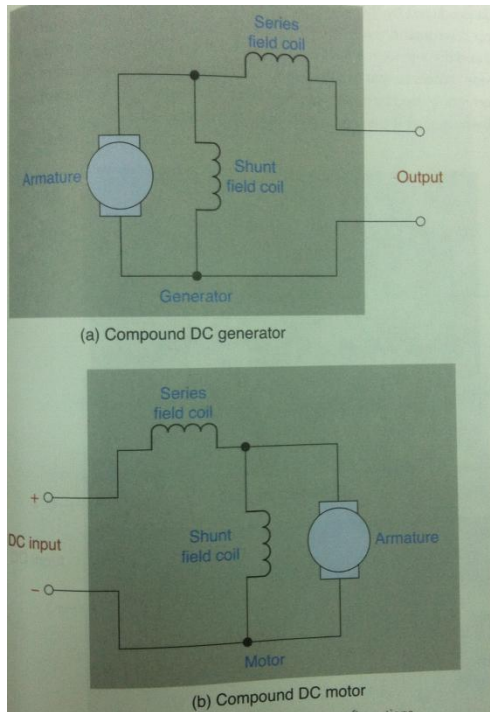 Series
field coil
Armature
Shunt
field coil
Output
Generator
(a) Compound DC generator
Series
field coil
+
DC input
Shunt
field coil
Armature
-
Motor
(b) Compound DC motor